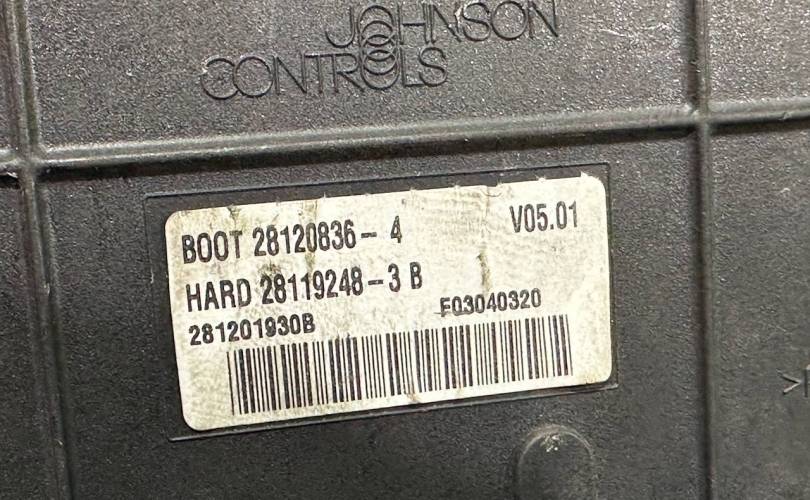 JOHNSON
CONTROLS
BOOT 28120836-4 V05.01
HARD 28119248-3 B
281201930B F03040320